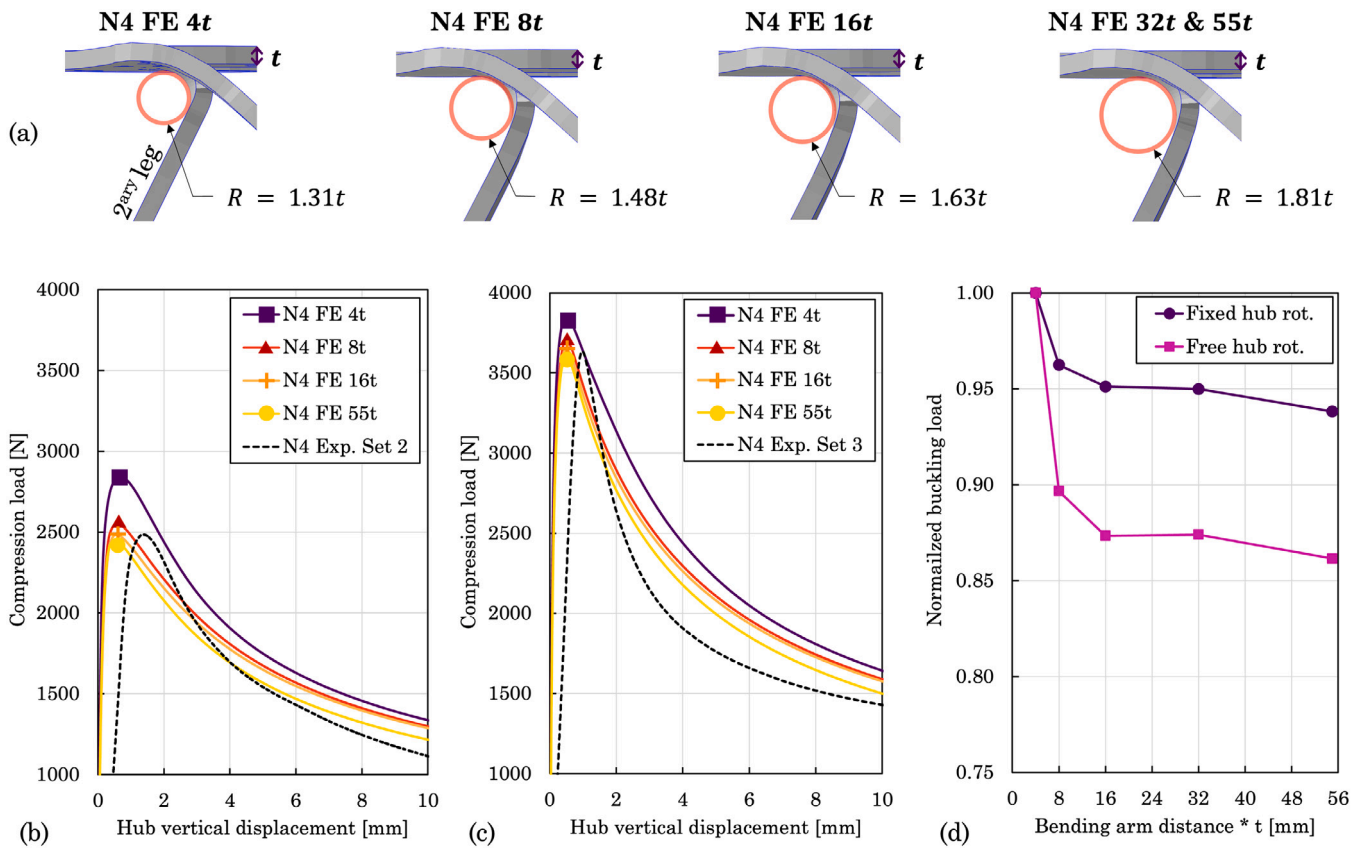 N4 FE 4t
N4 FE 8t
N4 FE 16t
N4 FE 32t & 55t
t
t
t
t
(a)
2ary leg
R = 1.31t
R = 1.48t
R = 1.63t
R = 1.81t
4000
3500
3000
2500
2000
1500
1000
Compression load [N]
N4 FE 4t
N4 FE 8t
N4 FE 16t
N4 FE 55t
N4 Exp. Set 2
0 2 4 6 8 10
(b)
Hub vertical displacement [mm]
4000
3500
3000
2500
2000
1500
1000
Compression load [N]
N4 FE 4t
N4 FE 8t
N4 FE 16t
N4 FE 55t
N4 Exp. Set 3
0 2 4 6 8 10
(c)
Hub vertical displacement [mm]
1.00
0.95
0.90
0.85
0.80
0.75
Normailzed buckling load
Fixed hub rot.
Free hub rot.
0 8 16 24 32 40 48 56
(d)
Bending arm distance * t [mm]